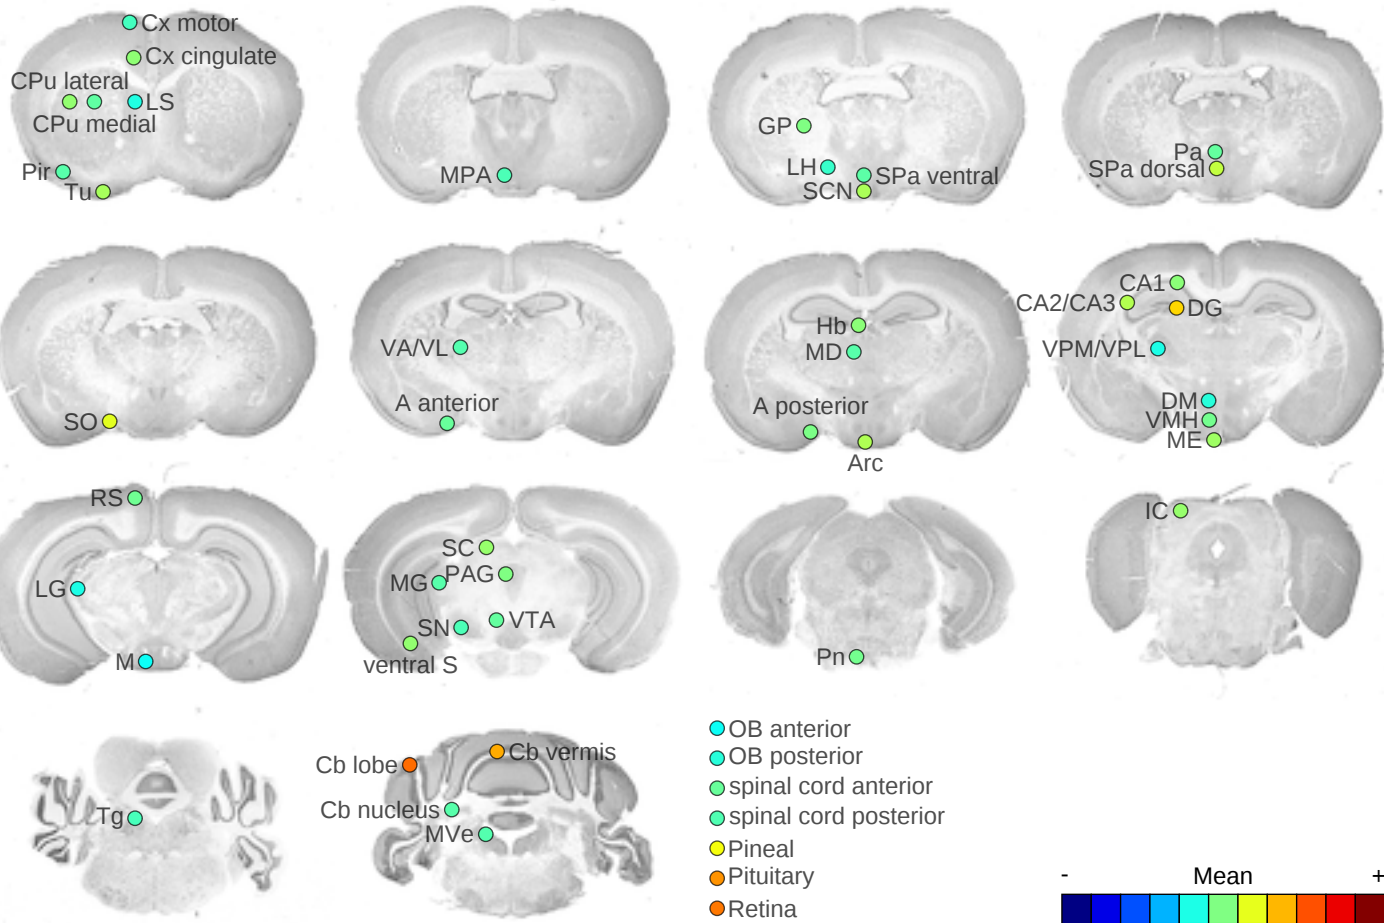 Cx motor
Cx cingulate
CPu lateral
LS
CPu medial
Pir
Tu
MPA
GP
LH
SPa ventral
SCN
Pa
SPa dorsal
SO
VA/VL
A anterior
Hb
MD
A posterior
Arc
CA1
CA2/CA3
DG
VPM/VPL
DM
VMH
ME
RS
LG
M
SC
MG
PAG
SN
VTA
ventral S
Pn
IC
Tg
Cb lobe
Cb vermis
Cb nucleus
MVe
OB anterior
OB posterior
spinal cord anterior
spinal cord posterior
Pineal
Pituitary
Retina
- Mean +